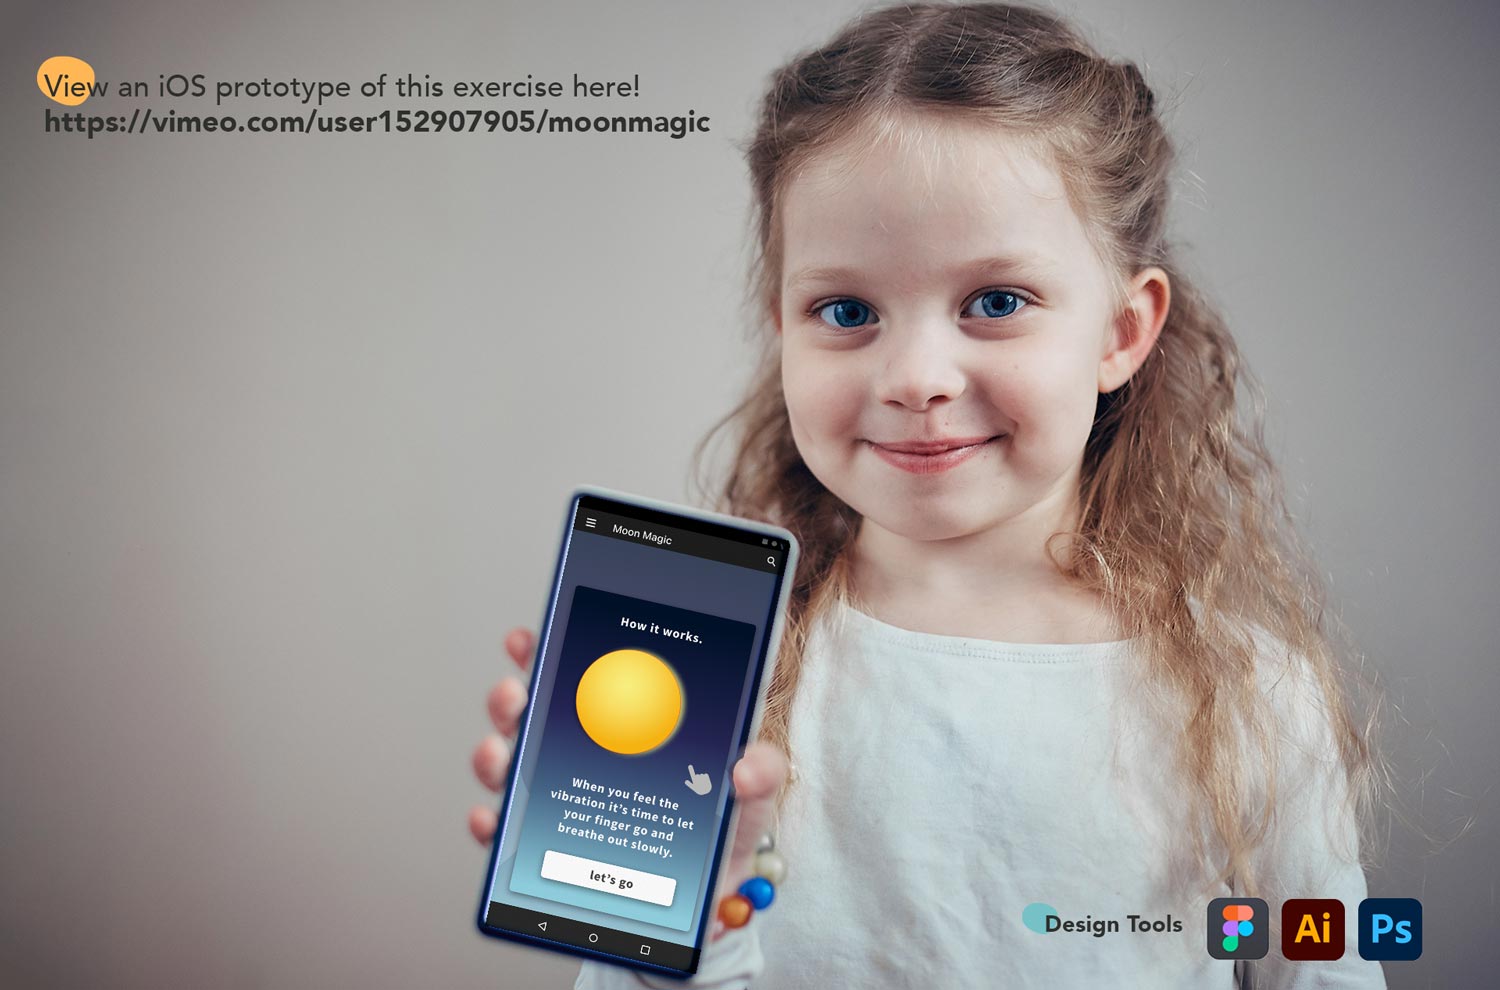 View an iOS prototype of this exercise here!
https://vimeo.com/user152907905/moonmagic
Moon Magic
How it works.
When you feel the
vibration it's time to let
your finger go and
breathe out slowly.
let's go
Design Tools
Ai
Ps